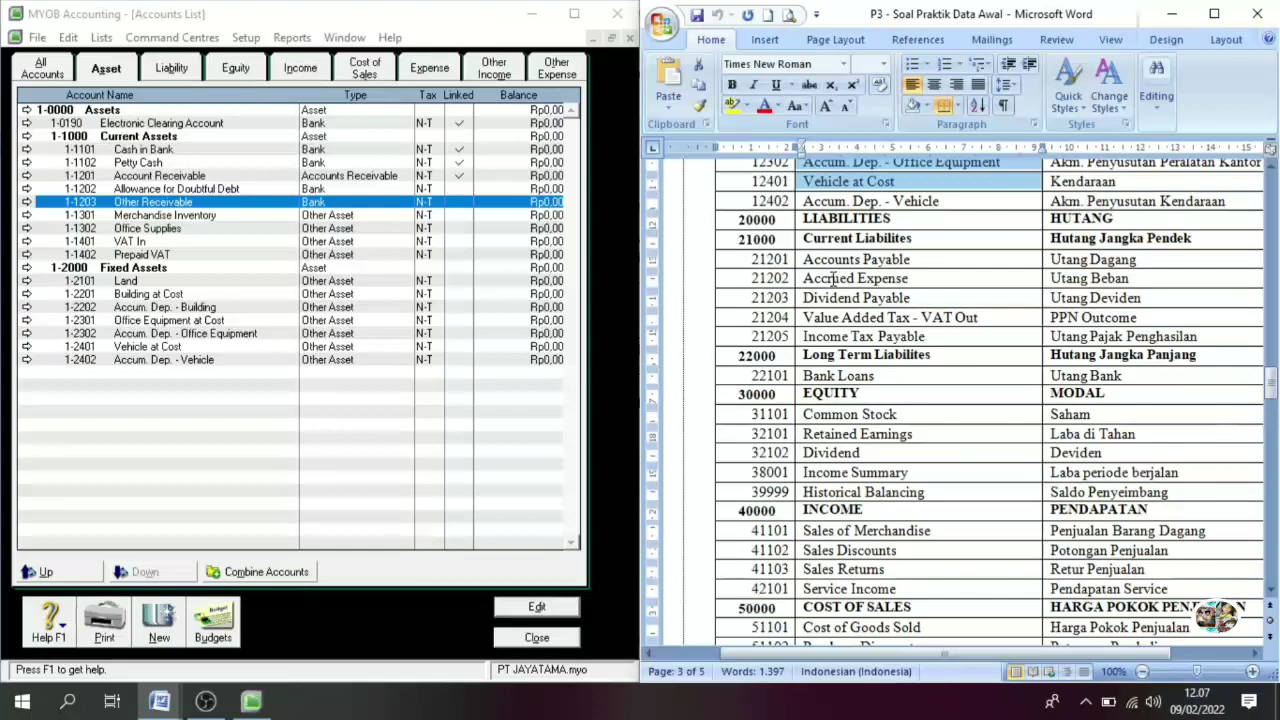 MYOB Accounting - [Accounts List]
File Edit Lists Command Centres Setup Reports Window Help
All Accounts
Asset
Liability
Equity
Income
Cost of Sales
Expense
Other Income
Other Expense
Account Name Type Tax Linked Balance
1-0000 Assets Asset Rp0,00
1-0190 Electronic Clearing Account Bank N-T Rp0,00
1-1000 Current Assets Asset Rp0,00
1-1101 Cash in Bank Bank N-T Rp0,00
1-1102 Petty Cash Bank N-T Rp0,00
1-1201 Account Receivable Accounts Receivable N-T Rp0,00
1-1202 Allowance for Doubtful Debt Bank N-T Rp0,00
1-1203 Other Receivable Bank N-T Rp0,00
1-1301 Merchandise Inventory Other Asset N-T Rp0,00
1-1302 Office Supplies Other Asset N-T Rp0,00
1-1401 VAT In Other Asset N-T Rp0,00
1-1402 Prepaid VAT Other Asset N-T Rp0,00
1-2000 Fixed Assets Asset Rp0,00
1-2101 Land Other Asset N-T Rp0,00
1-2201 Building at Cost Other Asset N-T Rp0,00
1-2202 Accum. Dep. - Building Other Asset N-T Rp0,00
1-2301 Office Equipment at Cost Other Asset N-T Rp0,00
1-2302 Accum. Dep. - Office Equipment Other Asset N-T Rp0,00
1-2401 Vehicle at Cost Other Asset N-T Rp0,00
1-2402 Accum. Dep. - Vehicle Other Asset N-T Rp0,00
Up Down Combine Accounts
Help F1 Print New Budgets
Edit
Close
Press F1 to get help. PT JAYATAMA.myo
P3 - Soal Praktik Data Awal - Microsoft Word
Home Insert Page Layout References Mailings Review View Design Layout
Paste
Times New Roman
Quick Styles
Change Styles
Editing
Clipboard Font Paragraph Styles
12302 Accum. Dep. - Office Equipment Akm. Penyusutan Peralatan Kantor
12401 Vehicle at Cost Kendaraan
12402 Accum. Dep. - Vehicle Akm. Penyusutan Kendaraan
20000 LIABILITIES HUTANG
21000 Current Liabilites Hutang Jangka Pendek
21201 Accounts Payable Utang Dagang
21202 Accrued Expense Utang Beban
21203 Dividend Payable Utang Deviden
21204 Value Added Tax - VAT Out PPN Outcome
21205 Income Tax Payable Utang Pajak Penghasilan
22000 Long Term Liabilites Hutang Jangka Panjang
22101 Bank Loans Utang Bank
30000 EQUITY MODAL
31101 Common Stock Saham
32101 Retained Earnings Laba di Tahan
32102 Dividend Deviden
38001 Income Summary Laba periode berjalan
39999 Historical Balancing Saldo Penyeimbang
40000 INCOME PENDAPATAN
41101 Sales of Merchandise Penjualan Barang Dagang
41102 Sales Discounts Potongan Penjualan
41103 Sales Returns Retur Penjualan
42101 Service Income Pendapatan Service
50000 COST OF SALES HARGA POKOK
51101 Cost of Goods Sold Harga Pokok Penjualan
Page: 3 of 5 Words: 1.397 Indonesian (Indonesia) 100%
12.07
09/02/2022